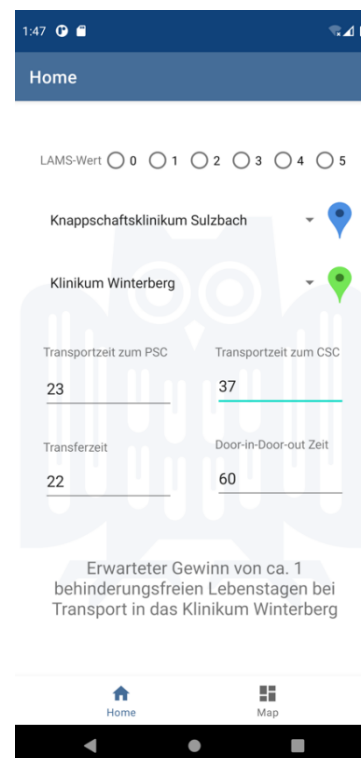 1:47
Home
LAMS-Wert 0 1 2 3 4 5
Knappschaftsklinikum Sulzbach
Klinikum Winterberg
Transportzeit zum PSC Transportzeit zum CSC
23 37
Transferzeit Door-in-Door-out Zeit
22 60
Erwarteter Gewinn von ca. 1
behinderungsfreien Lebenstagen bei
Transport in das Klinikum Winterberg
Home Map